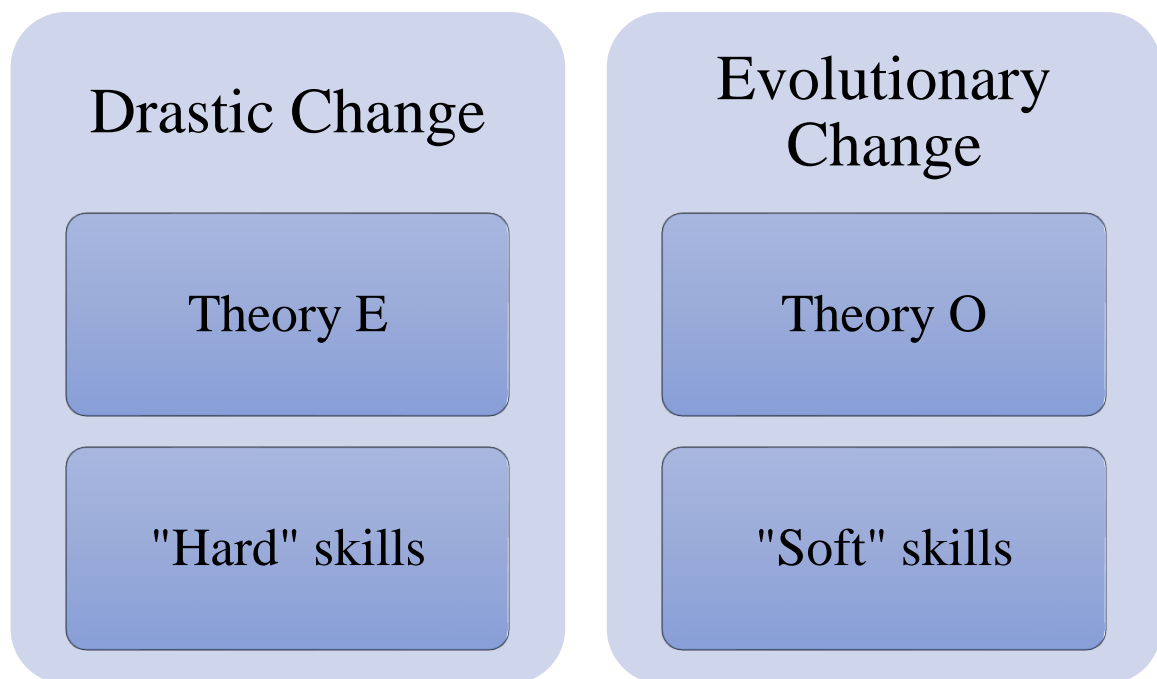 Drastic Change
Theory E
"Hard" skills
Evolutionary
Change
Theory O
"Soft" skills